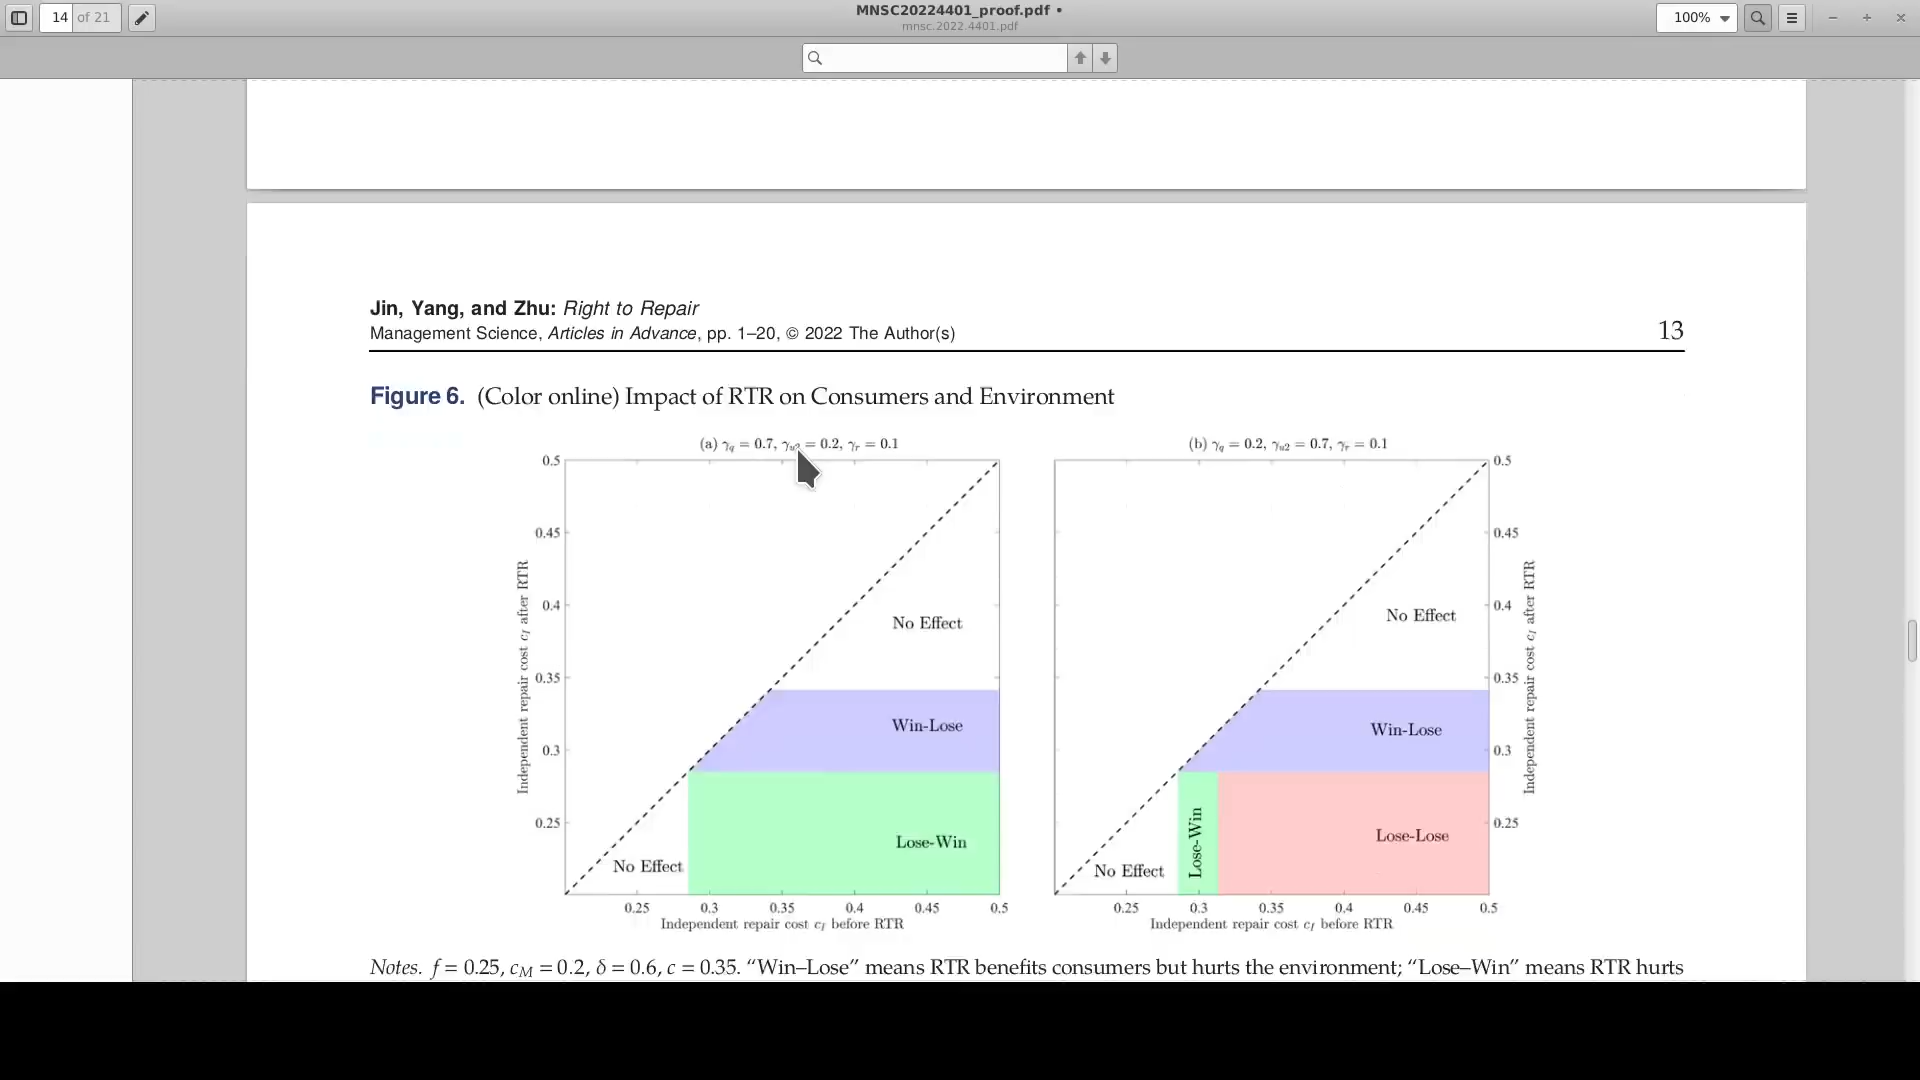 14 of 21
MNSC20224401_proof.pdf •
mnsc.2022.4401.pdf
100%
Jin, Yang, and Zhu: Right to Repair
Management Science, Articles in Advance, pp. 1–20, © 2022 The Author(s)
13
Figure 6. (Color online) Impact of RTR on Consumers and Environment
(a) γq = 0.7, γu2 = 0.2, γr = 0.1
0.5
0.45
0.4
0.35
0.3
0.25
Independent repair cost cI after RTR
No Effect
Win-Lose
Lose-Win
No Effect
0.25 0.3 0.35 0.4 0.45 0.5
Independent repair cost cI before RTR
(b) γq = 0.2, γu2 = 0.7, γr = 0.1
0.5
0.45
0.4
0.35
0.3
0.25
Independent repair cost cI after RTR
No Effect
Win-Lose
Lose-Win
Lose-Lose
No Effect
0.25 0.3 0.35 0.4 0.45 0.5
Independent repair cost cI before RTR
Notes. f = 0.25, cM = 0.2, δ = 0.6, c = 0.35. “Win–Lose” means RTR benefits consumers but hurts the environment; “Lose–Win” means RTR hurts